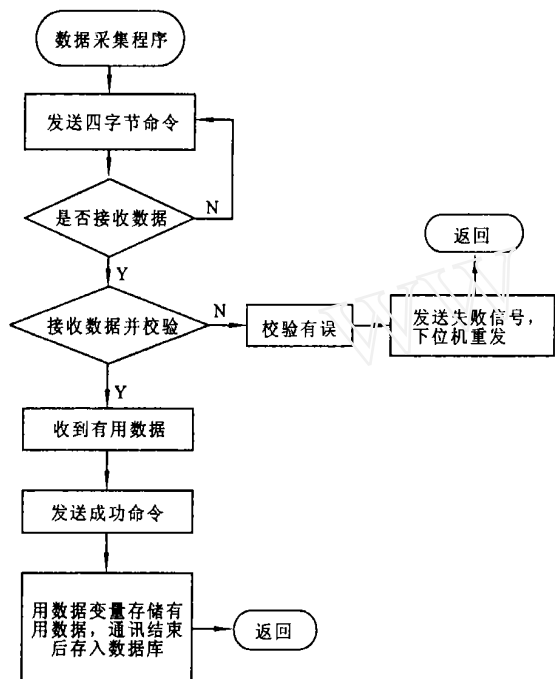 数据采集程序
发送四字节命令
是否接收数据
N
Y
返回
接收数据并校验
N
校验有误
发送失败信号，
下位机重发
Y
收到有用数据
发送成功命令
用数据变量存储有
用数据，通讯结束
后存入数据库
返回
WW